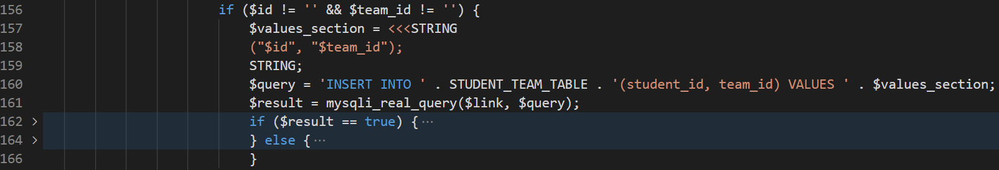 156 if ($id != '' && $team_id != '') {
157 $values_section = <<<STRING
158 ("$id", "$team_id");
159 STRING;
160 $query = 'INSERT INTO ' . STUDENT_TEAM_TABLE . '(student_id, team_id) VALUES ' . $values_section;
161 $result = mysqli_real_query($link, $query);
162 > if ($result == true) {···
164 > } else {···
166 }